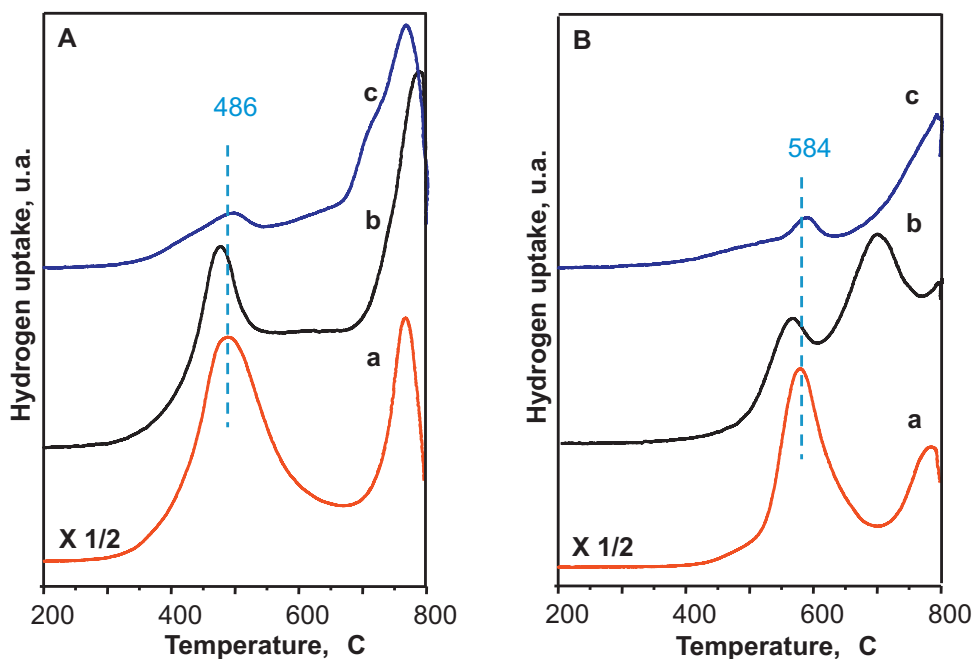 A
486
c
b
a
X 1/2
Hydrogen uptake, u.a.
200 400 600 800
Temperature, C
B
584
c
b
a
X 1/2
Hydrogen uptake, u.a.
200 400 600 800
Temperature, C